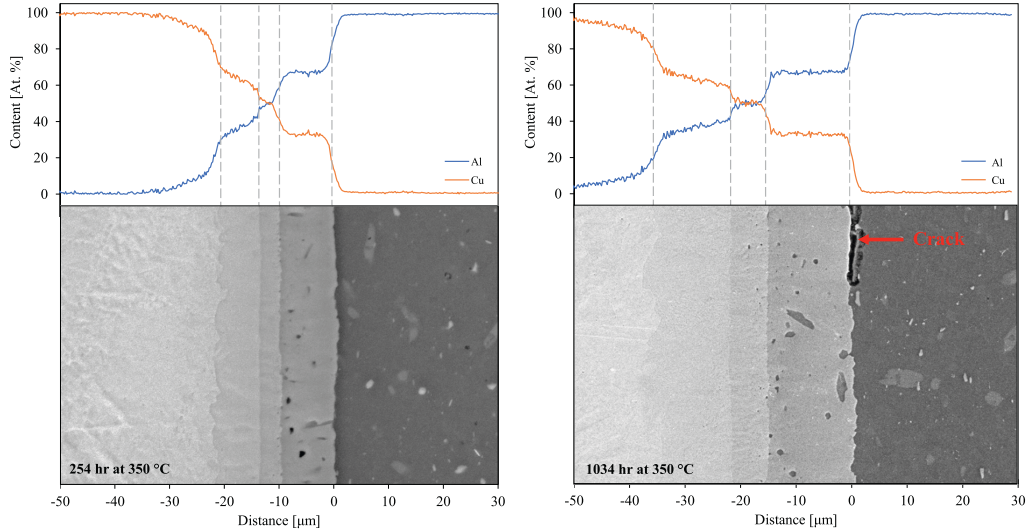 100
80
60
40
20
0
Content [At. %]
Al
Cu
254 hr at 350 °C
-50 -40 -30 -20 -10 0 10 20 30
Distance [μm]
100
80
60
40
20
0
Content [At. %]
Al
Cu
Crack
1034 hr at 350 °C
-50 -40 -30 -20 -10 0 10 20 30
Distance [μm]